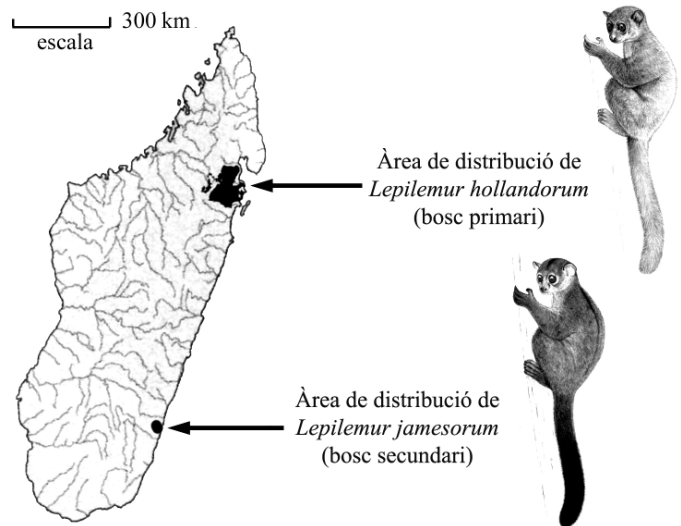 300 km
escala
Àrea de distribució de
Lepilemur hollandorum
(bosc primari)
Àrea de distribució de
Lepilemur jamesorum
(bosc secundari)